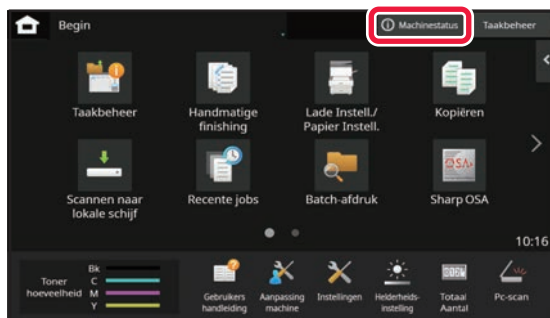 Begin
Machinestatus
Taakbeheer
Taakbeheer
Handmatige
finishing
Lade Instell./
Papier Instell.
Kopiëren
Scannen naar
lokale schijf
Recente jobs
Batch-afdruk
Sharp OSA
10:16
Toner
hoeveelheid
Bk
C
M
Y
Gebruikers
handleiding
Aanpassing
machine
Instellingen
Helderheids-
instelling
Totaal
Aantal
Pc-scan